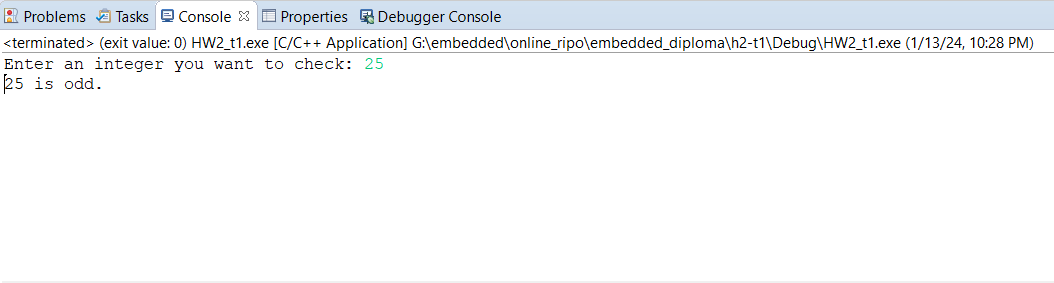 Problems Tasks Console Properties Debugger Console
<terminated> (exit value: 0) HW2_t1.exe [C/C++ Application] G:\embedded\online_ripo\embedded_diploma\h2-t1\Debug\HW2_t1.exe (1/13/24, 10:28 PM)
Enter an integer you want to check: 25
25 is odd.